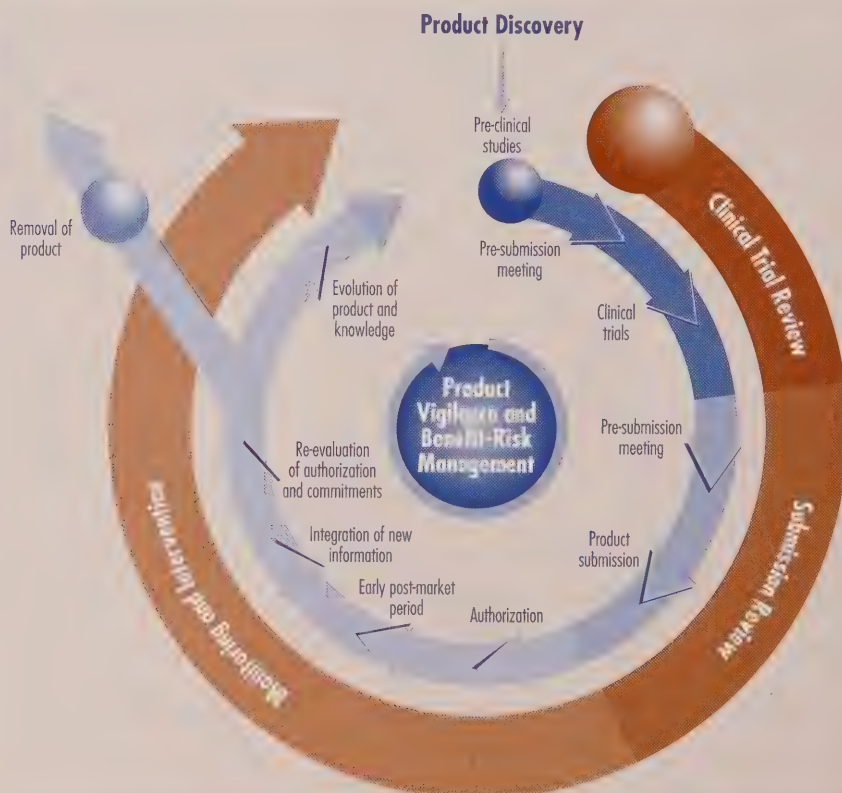 Product Discovery
Pre-clinical
studies
Pre-submission
meeting
Clinical
trials
Pre-submission
meeting
Product
submission
Authorization
Early post-market
period
Integration of new
information
Re-evaluation
of authorization
and commitments
Evolution of
product and
knowledge
Removal of
product
Product
Vigilance and
Benefit-Risk
Management
Clinical Trial Review
Submission Review
Monitoring and Intervention